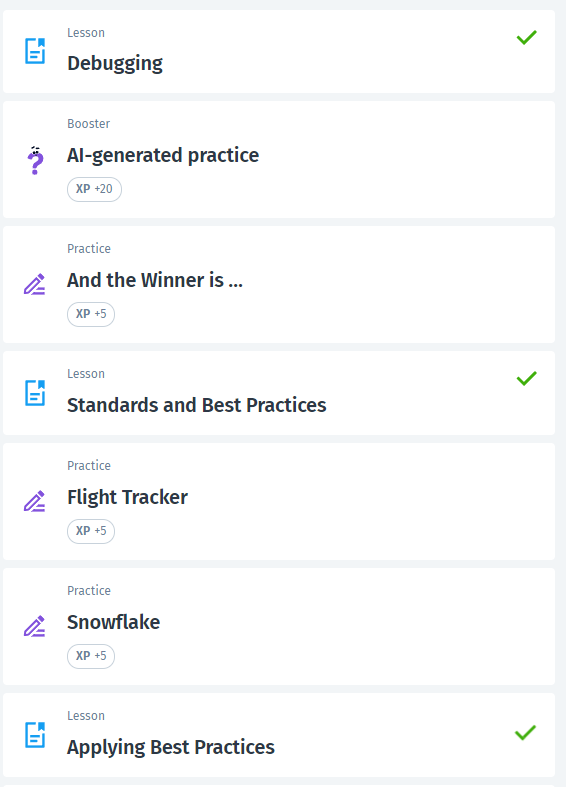 Lesson
Debugging
Booster
AI-generated practice
XP +20
Practice
And the Winner is ...
XP +5
Lesson
Standards and Best Practices
Practice
Flight Tracker
XP +5
Practice
Snowflake
XP +5
Lesson
Applying Best Practices